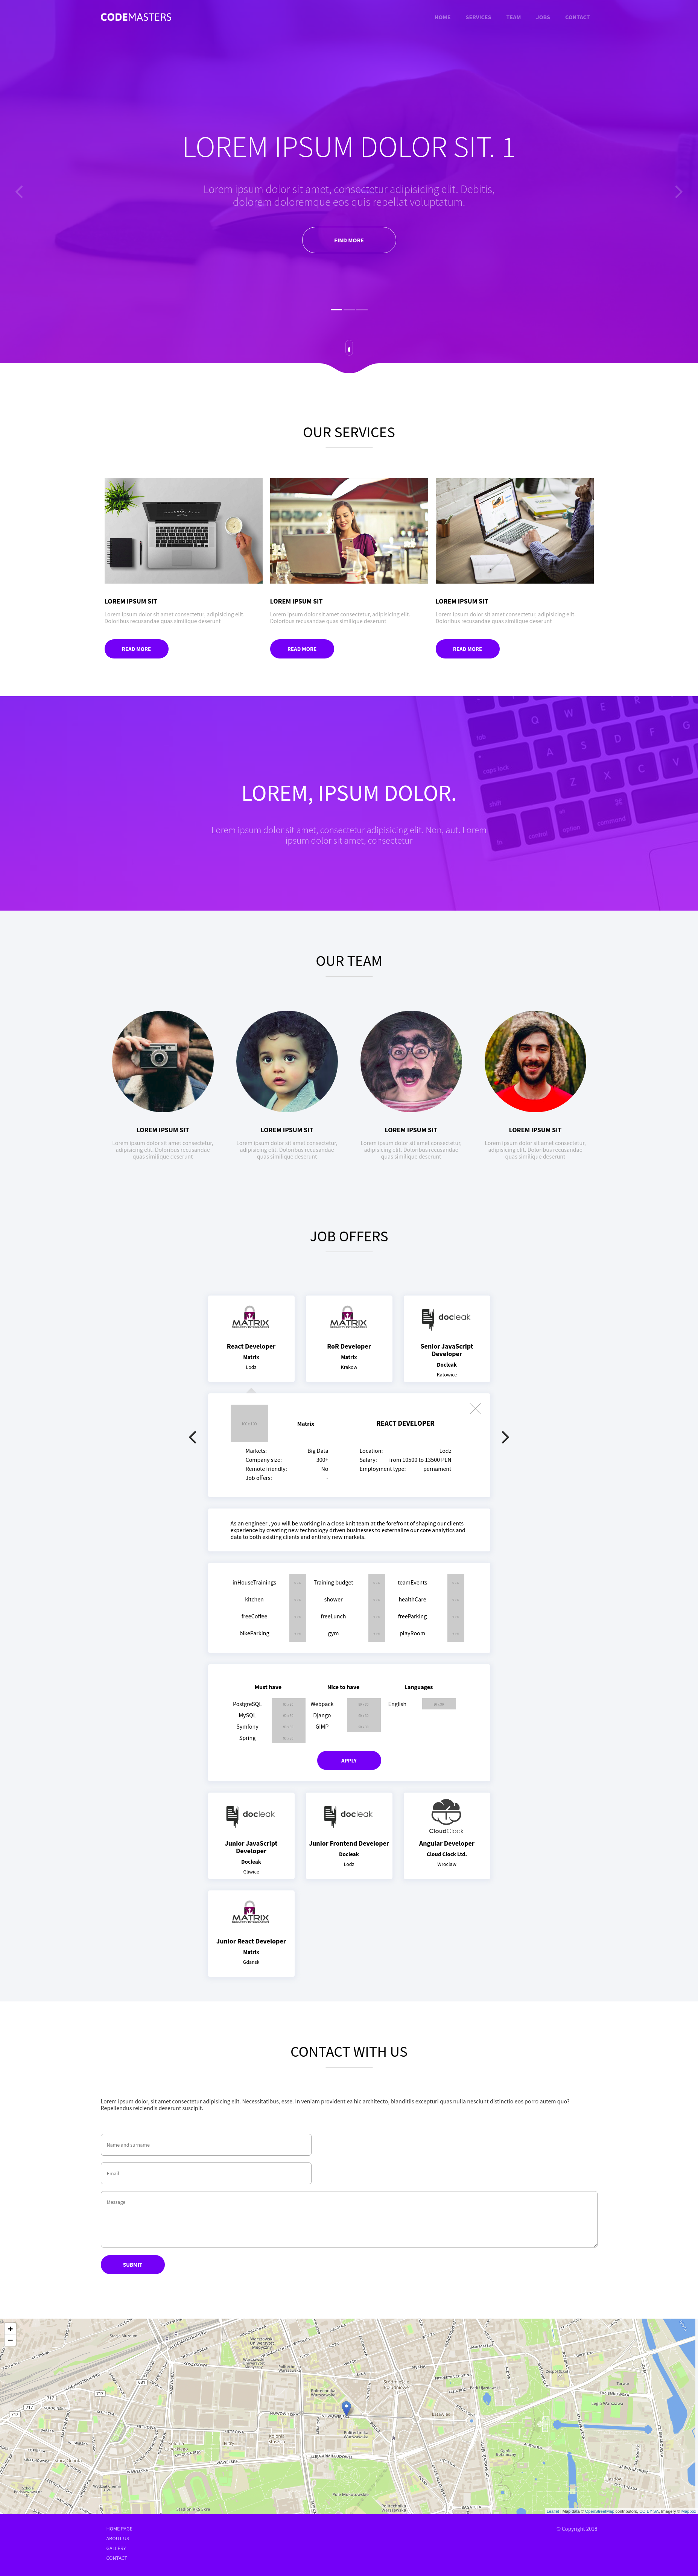 CODEMASTERS
HOME SERVICES TEAM JOBS CONTACT
LOREM IPSUM DOLOR SIT. 1
Lorem ipsum dolor sit amet, consectetur adipisicing elit. Debitis,
dolorem doloremque eos quis repellat voluptatum.
FIND MORE
OUR SERVICES
LOREM IPSUM SIT
Lorem ipsum dolor sit amet consectetur, adipisicing elit.
Doloribus recusandae quas similique deserunt
READ MORE
LOREM IPSUM SIT
Lorem ipsum dolor sit amet consectetur, adipisicing elit.
Doloribus recusandae quas similique deserunt
READ MORE
LOREM IPSUM SIT
Lorem ipsum dolor sit amet consectetur, adipisicing elit.
Doloribus recusandae quas similique deserunt
READ MORE
LOREM, IPSUM DOLOR.
Lorem ipsum dolor sit amet, consectetur adipisicing elit. Non, aut. Lorem
ipsum dolor sit amet, consectetur
OUR TEAM
LOREM IPSUM SIT
Lorem ipsum dolor sit amet consectetur,
adipisicing elit. Doloribus recusandae
quas similique deserunt
LOREM IPSUM SIT
Lorem ipsum dolor sit amet consectetur,
adipisicing elit. Doloribus recusandae
quas similique deserunt
LOREM IPSUM SIT
Lorem ipsum dolor sit amet consectetur,
adipisicing elit. Doloribus recusandae
quas similique deserunt
LOREM IPSUM SIT
Lorem ipsum dolor sit amet consectetur,
adipisicing elit. Doloribus recusandae
quas similique deserunt
JOB OFFERS
MATRIX
React Developer
Matrix
Lodz
MATRIX
RoR Developer
Matrix
Krakow
docleak
Senior JavaScript
Developer
Docleak
Katowice
Matrix
REACT DEVELOPER
Markets: Big Data
Company size: 300+
Remote friendly: No
Job offers: -
Location: Lodz
Salary: from 10500 to 13500 PLN
Employment type: pernament
As an engineer , you will be working in a close knit team at the forefront of shaping our clients
experience by creating new technology driven businesses to externalize our core analytics and
data to both existing clients and entirely new markets.
inHouseTrainings Training budget teamEvents
kitchen shower healthCare
freeCoffee freeLunch freeParking
bikeParking gym playRoom
Must have Nice to have Languages
PostgreSQL Webpack English
MySQL Django
Symfony GIMP
Spring
APPLY
docleak
Junior JavaScript
Developer
Docleak
Gliwice
docleak
Junior Frontend Developer
Docleak
Lodz
CloudClock
Angular Developer
Cloud Clock Ltd.
Wroclaw
MATRIX
Junior React Developer
Matrix
Gdansk
CONTACT WITH US
Lorem ipsum dolor, sit amet consectetur adipisicing elit. Necessitatibus, esse. In veniam provident ea hic architecto, blanditiis excepturi quas nulla nesciunt distinctio eos porro autem quo?
Repellendus reiciendis deserunt suscipit.
Name and surname
Email
Message
SUBMIT
+
−
Leaflet | Map data © OpenStreetMap contributors, CC-BY-SA, Imagery © Mapbox
HOME PAGE
ABOUT US
GALLERY
CONTACT
© Copyright 2018